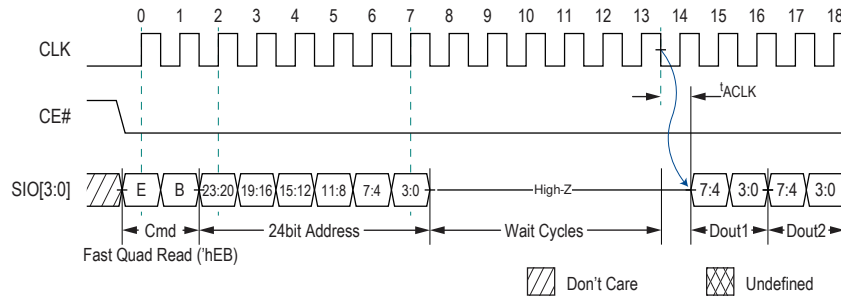 0 1 2 3 4 5 6 7 8 9 10 11 12 13 14 15 16 17 18
CLK
tACLK
CE#
SIO[3:0] E B 23:20 19:16 15:12 11:8 7:4 3:0 High-Z 7:4 3:0 7:4 3:0
Cmd 24bit Address Wait Cycles Dout1 Dout2
Fast Quad Read ('hEB)
Don't Care Undefined